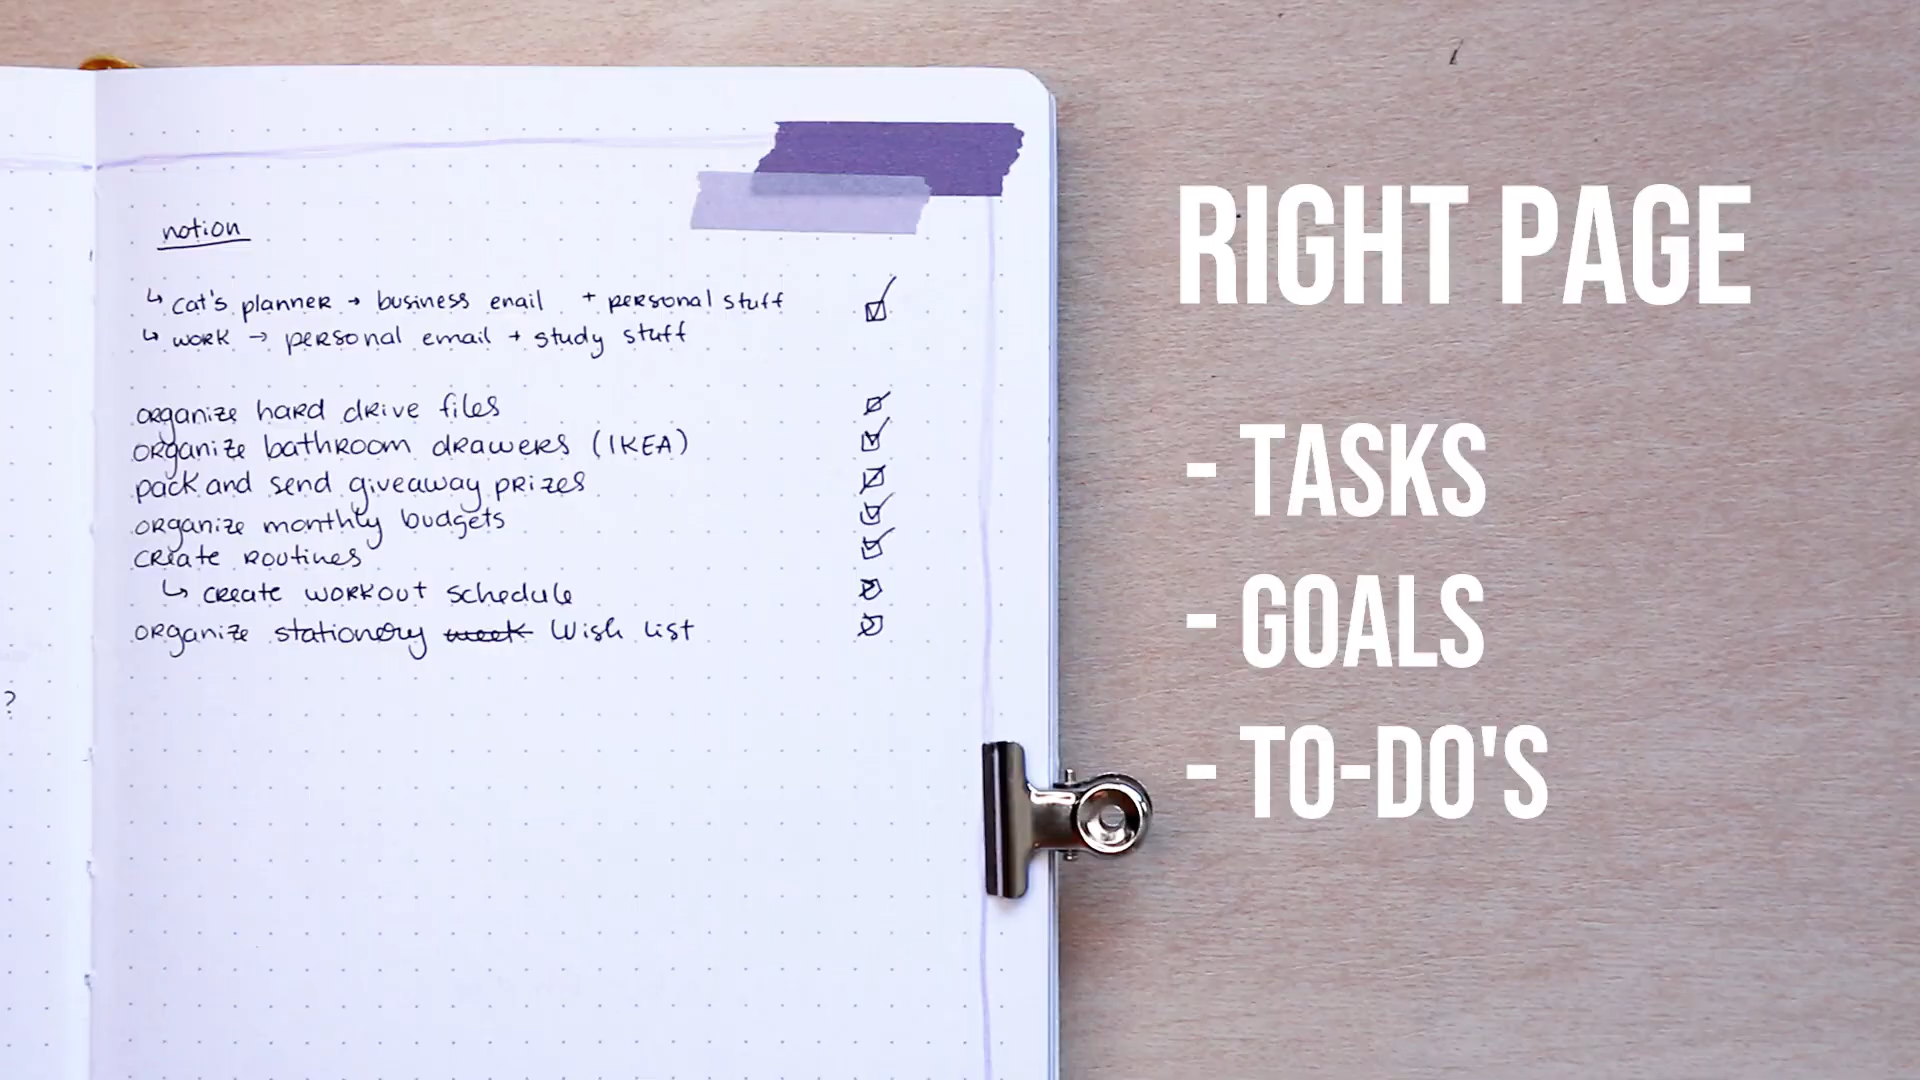 notion
↳ cat's planner → business email + personal stuff
↳ work → personal email + study stuff
organize hard drive files
organize bathroom drawers (IKEA)
pack and send giveaway prizes
organize monthly budgets
create routines
↳ create workout schedule
organize stationery week Wish list
?
RIGHT PAGE
- TASKS
- GOALS
- TO-DO'S